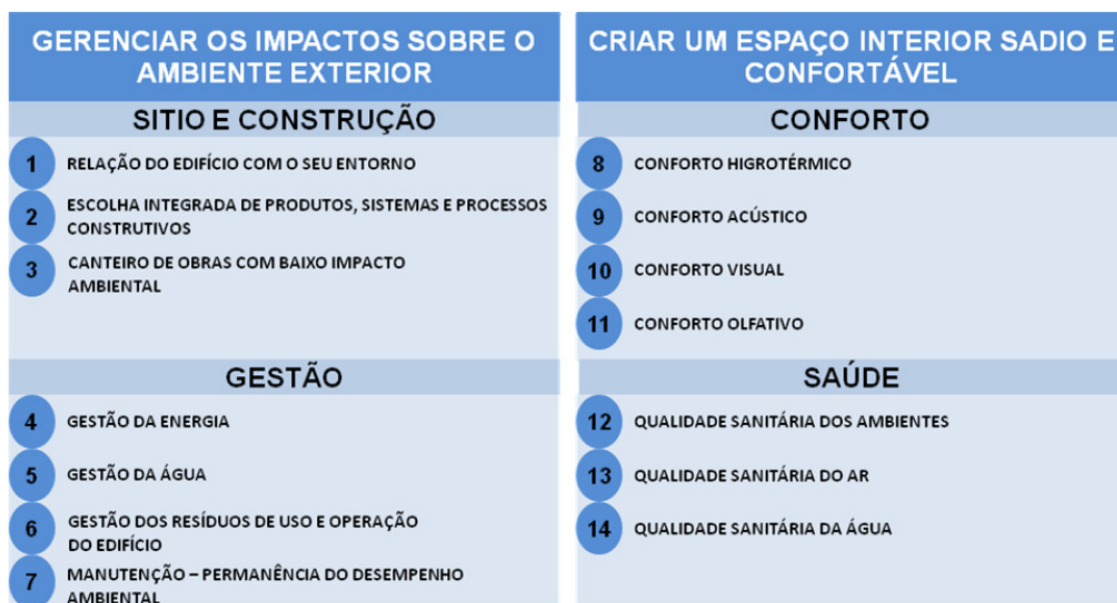 GERENCIAR OS IMPACTOS SOBRE O
AMBIENTE EXTERIOR
SITIO E CONSTRUÇÃO
1 RELAÇÃO DO EDIFÍCIO COM O SEU ENTORNO
2 ESCOLHA INTEGRADA DE PRODUTOS, SISTEMAS E PROCESSOS
CONSTRUTIVOS
3 CANTEIRO DE OBRAS COM BAIXO IMPACTO
AMBIENTAL
GESTÃO
4 GESTÃO DA ENERGIA
5 GESTÃO DA ÁGUA
6 GESTÃO DOS RESÍDUOS DE USO E OPERAÇÃO
DO EDIFÍCIO
7 MANUTENÇÃO – PERMANÊNCIA DO DESEMPENHO
AMBIENTAL
CRIAR UM ESPAÇO INTERIOR SADIO E
CONFORTÁVEL
CONFORTO
8 CONFORTO HIGROTÉRMICO
9 CONFORTO ACÚSTICO
10 CONFORTO VISUAL
11 CONFORTO OLFATIVO
SAÚDE
12 QUALIDADE SANITÁRIA DOS AMBIENTES
13 QUALIDADE SANITÁRIA DO AR
14 QUALIDADE SANITÁRIA DA ÁGUA